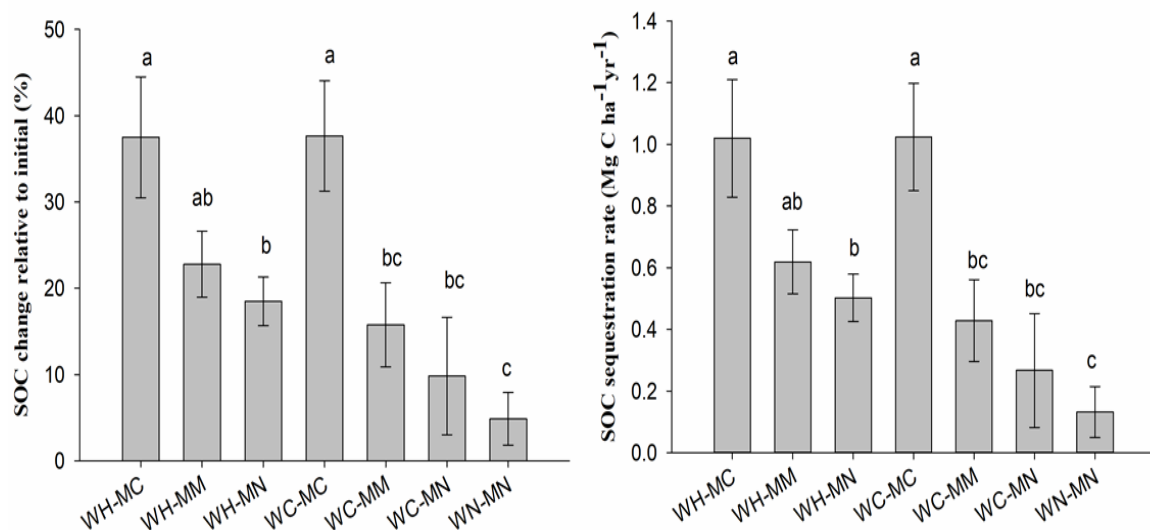 SOC change relative to initial (%)
50
40
30
20
10
0
a
ab
b
a
bc
bc
c
WH-MC
WH-MM
WH-MN
WC-MC
WC-MM
WC-MN
WN-MN
SOC sequestration rate (Mg C ha⁻¹yr⁻¹)
1.4
1.2
1.0
0.8
0.6
0.4
0.2
0.0
a
ab
b
a
bc
bc
c
WH-MC
WH-MM
WH-MN
WC-MC
WC-MM
WC-MN
WN-MN